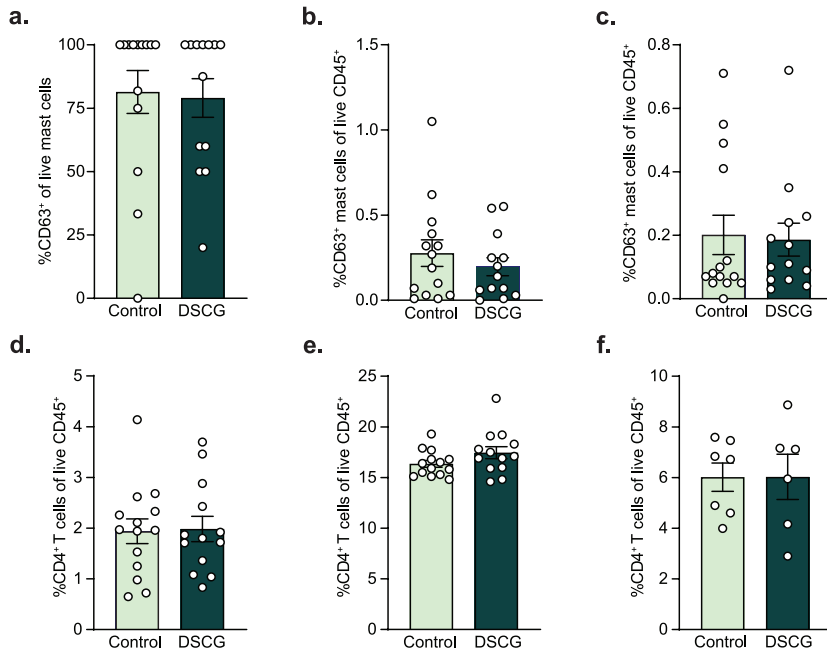 a.
%CD63⁺ of live mast cells
100
75
50
25
0
Control
DSCG
b.
%CD63⁺ mast cells of live CD45⁺
1.5
1.0
0.5
0.0
Control
DSCG
c.
%CD63⁺ mast cells of live CD45⁺
0.8
0.6
0.4
0.2
0.0
Control
DSCG
d.
%CD4⁺ T cells of live CD45⁺
5
4
3
2
1
0
Control
DSCG
e.
%CD4⁺ T cells of live CD45⁺
25
20
15
10
5
0
Control
DSCG
f.
%CD4⁺ T cells of live CD45⁺
10
8
6
4
2
0
Control
DSCG